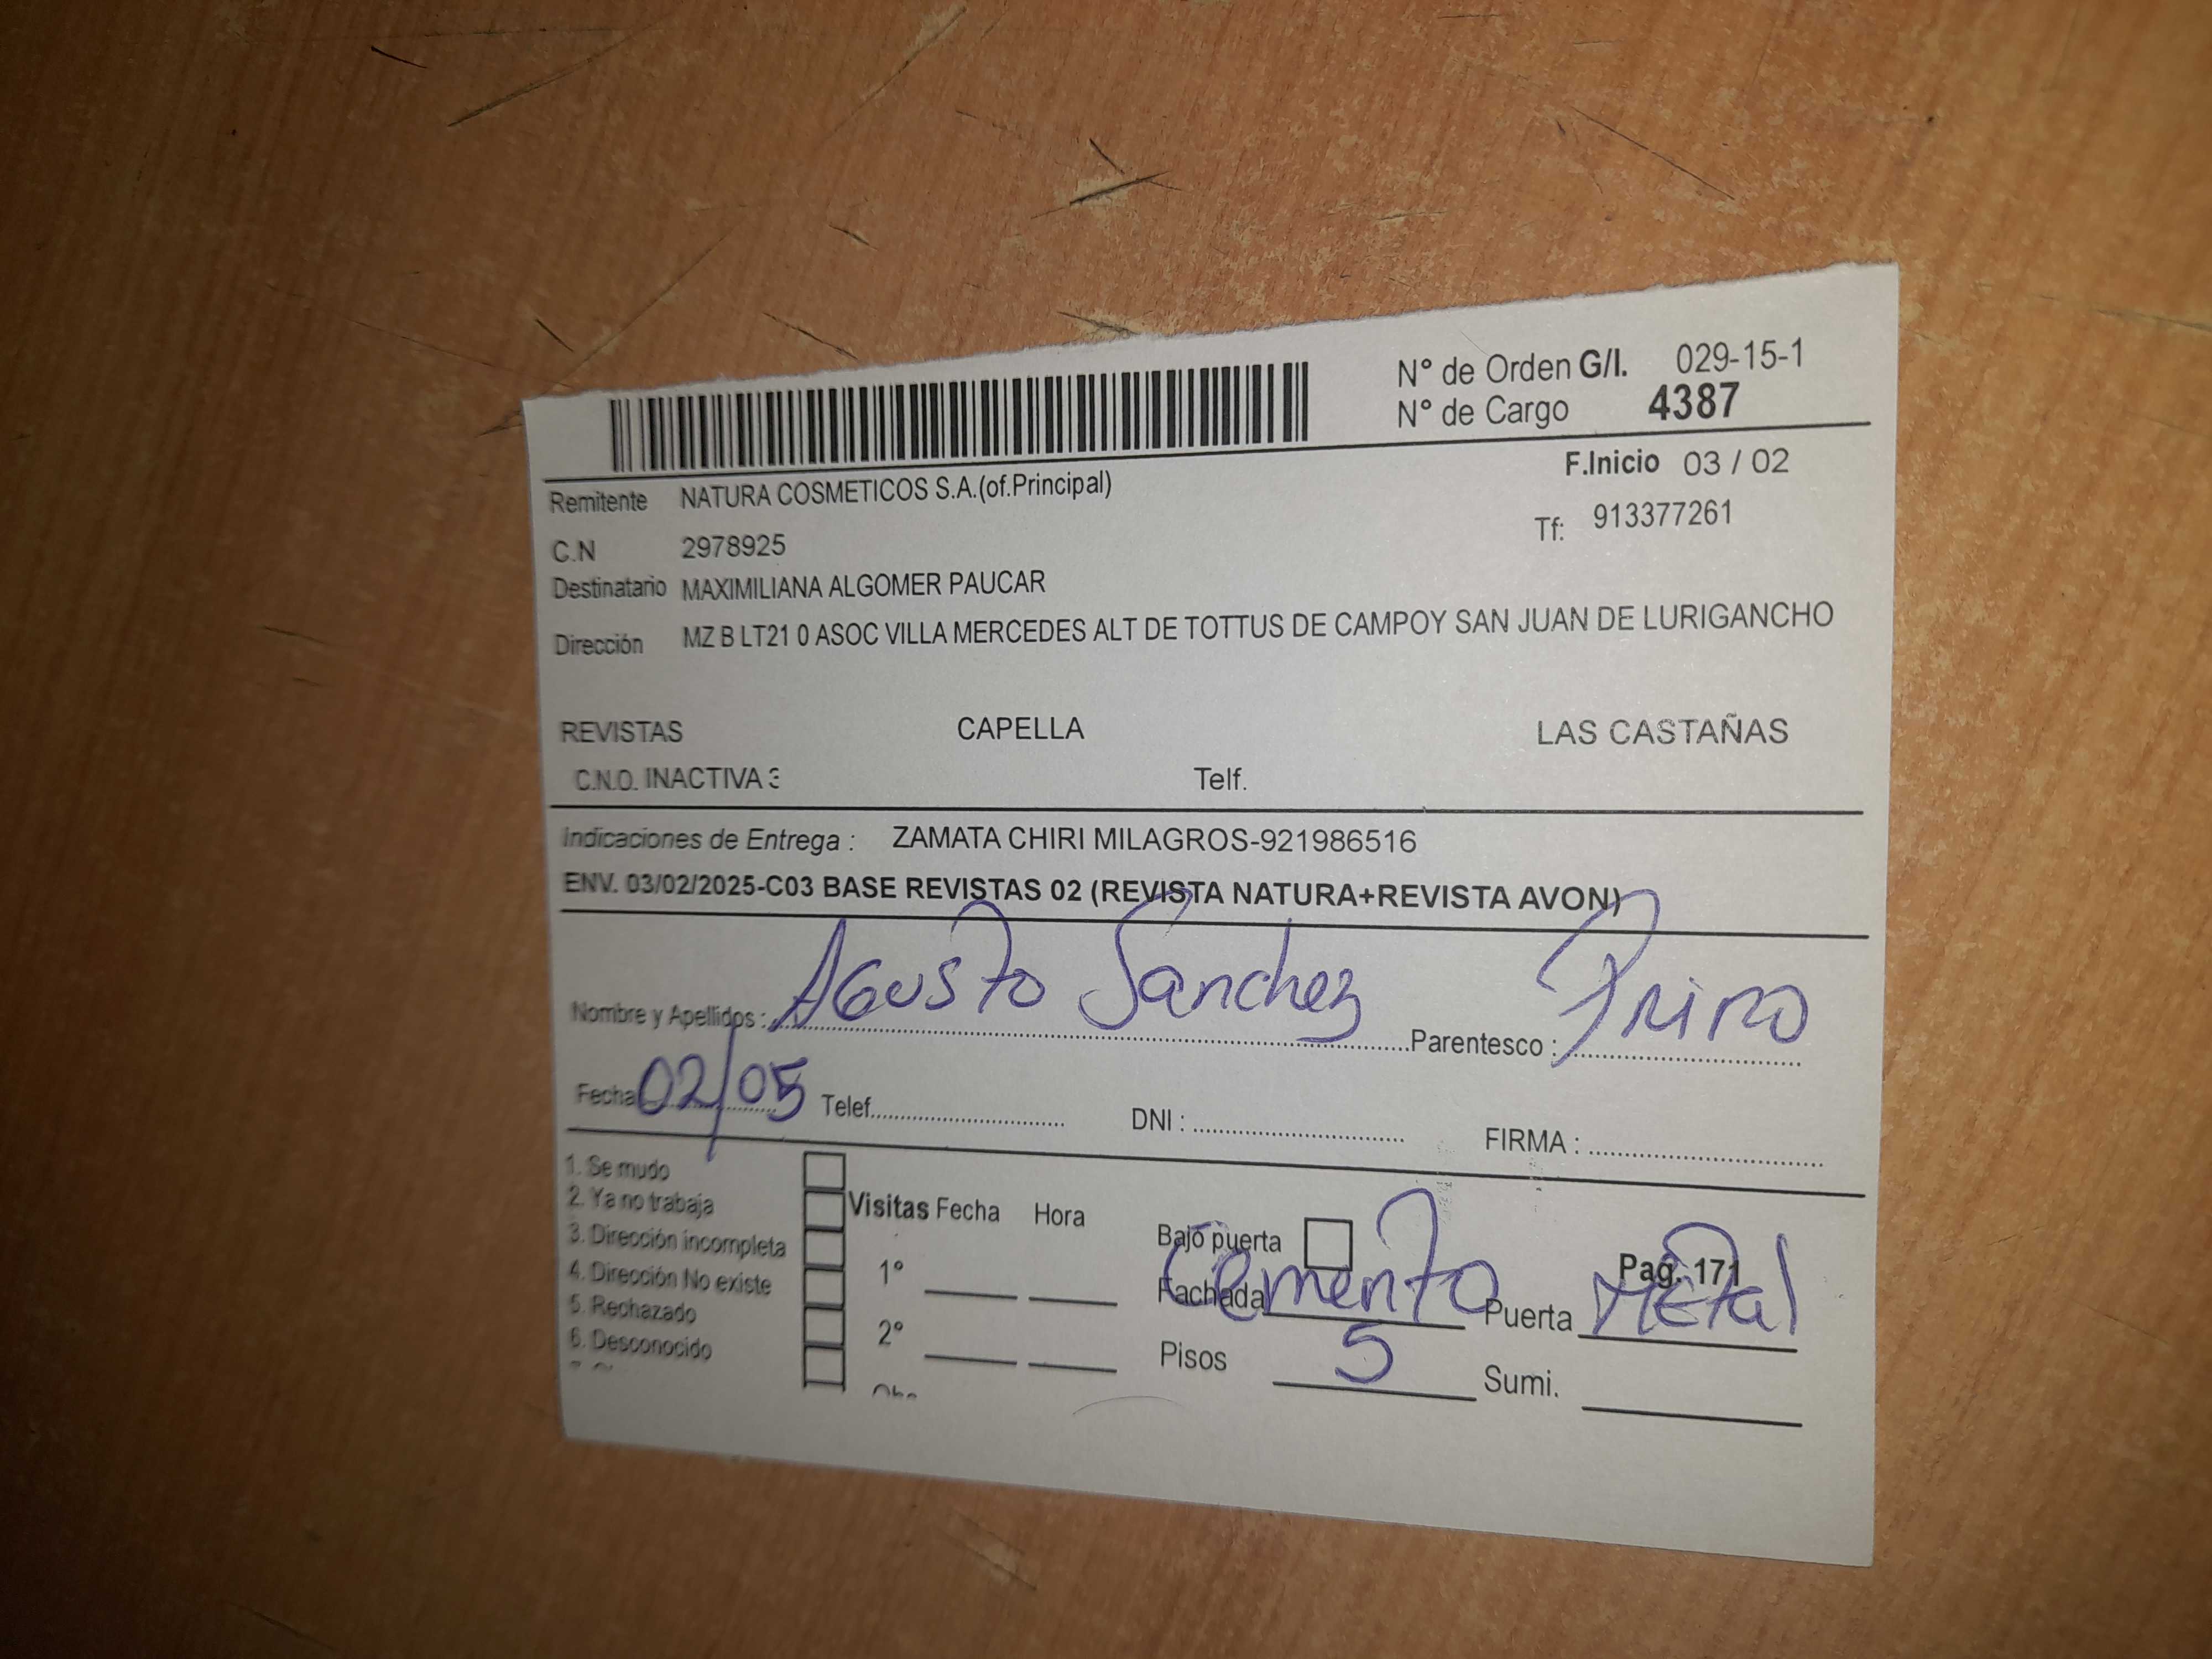 N° de Orden G/I. 029-15-1
N° de Cargo 4387
F.Inicio 03 / 02
Remitente NATURA COSMETICOS S.A.(of.Principal)
Tf: 913377261
C.N 2978925
Destinatario MAXIMILIANA ALGOMER PAUCAR
Dirección MZ B LT21 0 ASOC VILLA MERCEDES ALT DE TOTTUS DE CAMPOY SAN JUAN DE LURIGANCHO
REVISTAS CAPELLA LAS CASTAÑAS
C.N.O. INACTIVA 3 Telf.
Indicaciones de Entrega : ZAMATA CHIRI MILAGROS-921986516
ENV. 03/02/2025-C03 BASE REVISTAS 02 (REVISTA NATURA+REVISTA AVON)
Nombre y Apellidos : AGusto Sanchez Parentesco : Primo
Fecha 02/05 Telef. DNI : FIRMA :
1. Se mudo
2. Ya no trabaja
3. Dirección incompleta
4. Dirección No existe
5. Rechazado
6. Desconocido
Visitas Fecha Hora
1°
2°
Bajo puerta Pag. 171
Fachada Cemento Puerta Metal
Pisos 5 Sumi.